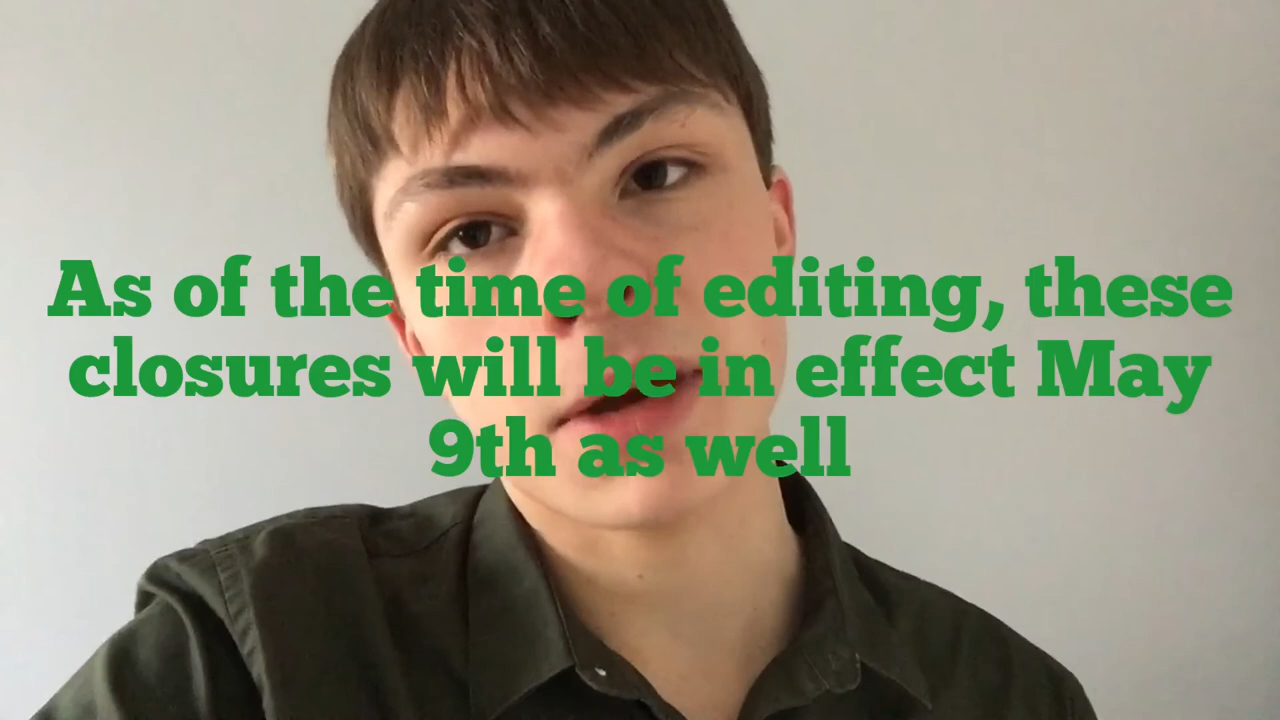 As of the time of editing, these
closures will be in effect May
9th as well